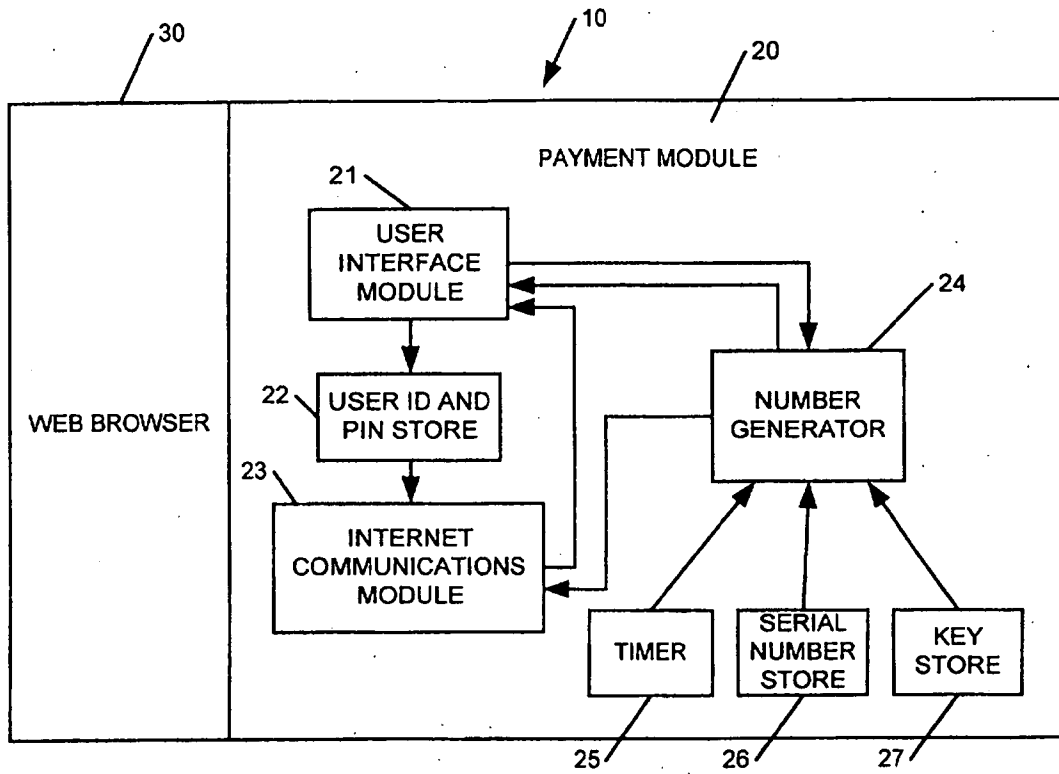 30
10
20
PAYMENT MODULE
21
USER
INTERFACE
MODULE
24
22
USER ID AND
PIN STORE
WEB BROWSER
NUMBER
GENERATOR
23
INTERNET
COMMUNICATIONS
MODULE
TIMER
SERIAL
NUMBER
STORE
KEY
STORE
25
26
27